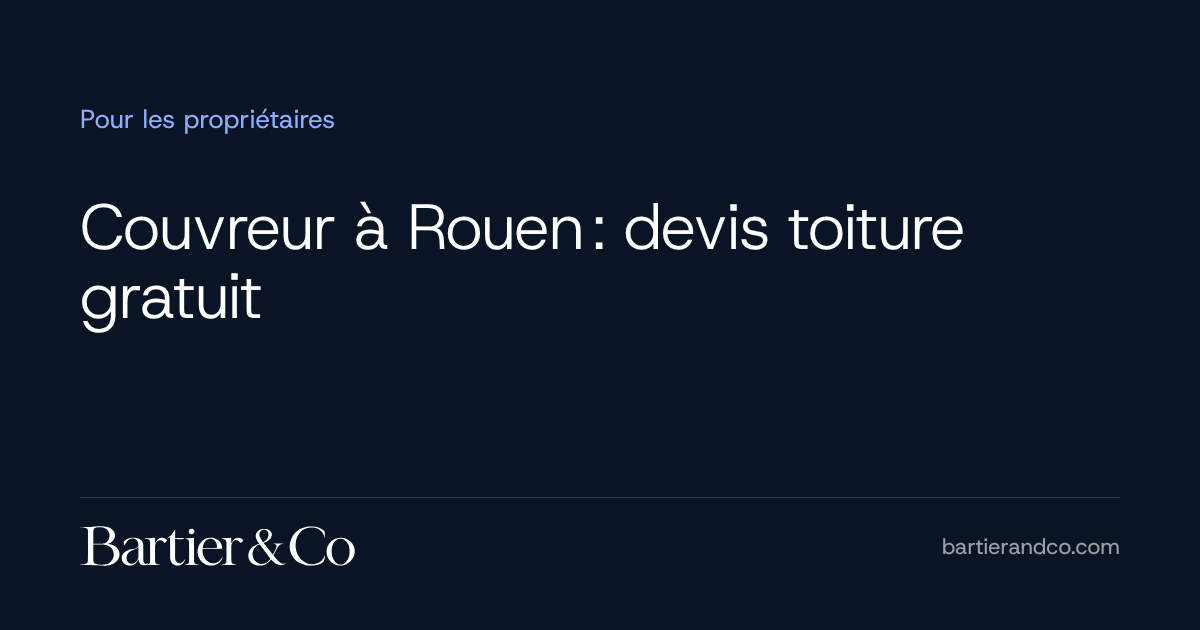 Pour les propriétaires
Couvreur à Rouen : devis toiture
gratuit
Bartier & Co
bartierandco.com